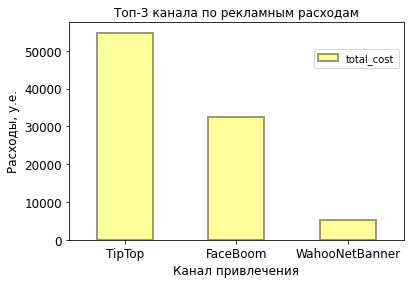 Топ-3 канала по рекламным расходам
total_cost
Расходы, у.е.
50000
40000
30000
20000
10000
0
TipTop FaceBoom WahooNetBanner
Канал привлечения